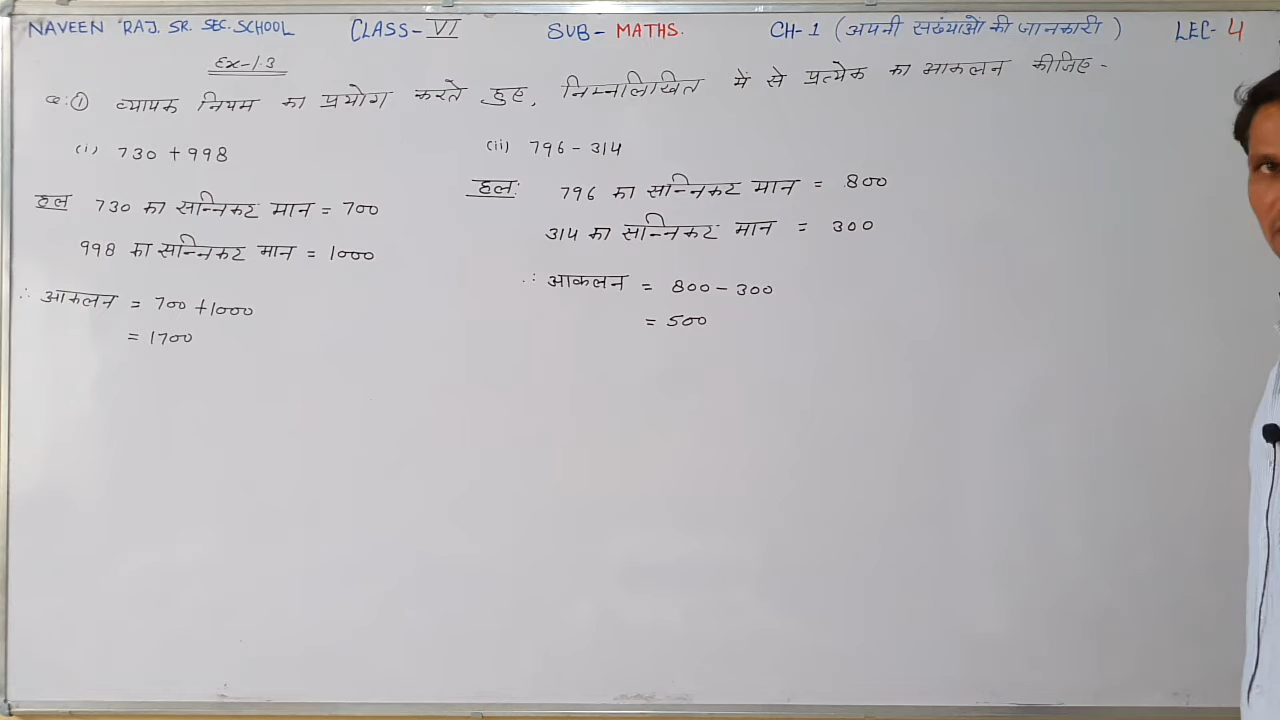 NAVEEN RAJ. SR. SEC. SCHOOL CLASS-VI SUB-MATHS. CH-1 (अपनी संख्याओं की जानकारी) LEC-4
Ex-1.3
Q:① व्यापक नियम का प्रयोग करते हुए, निम्नलिखित में से प्रत्येक का आकलन कीजिए-
(i) 730 + 998
हल 730 का सन्निकट मान = 700
998 का सन्निकट मान = 1000
∴ आकलन = 700 + 1000
= 1700
(ii) 796 - 314
हल: 796 का सन्निकट मान = 800
314 का सन्निकट मान = 300
∴ आकलन = 800 - 300
= 500